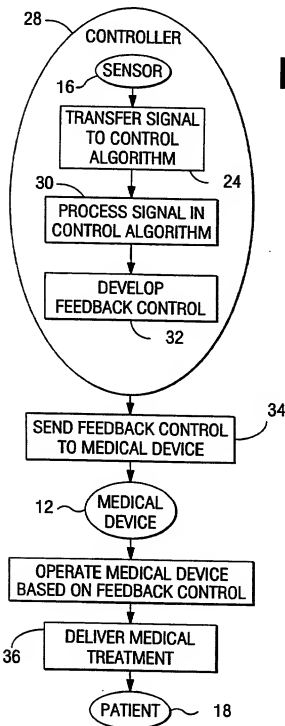 28
CONTROLLER
16
SENSOR
TRANSFER SIGNAL
TO CONTROL
ALGORITHM
24
30
PROCESS SIGNAL IN
CONTROL ALGORITHM
DEVELOP
FEEDBACK CONTROL
32
34
SEND FEEDBACK CONTROL
TO MEDICAL DEVICE
12
MEDICAL
DEVICE
OPERATE MEDICAL DEVICE
BASED ON FEEDBACK CONTROL
DELIVER MEDICAL
TREATMENT
36
PATIENT
18